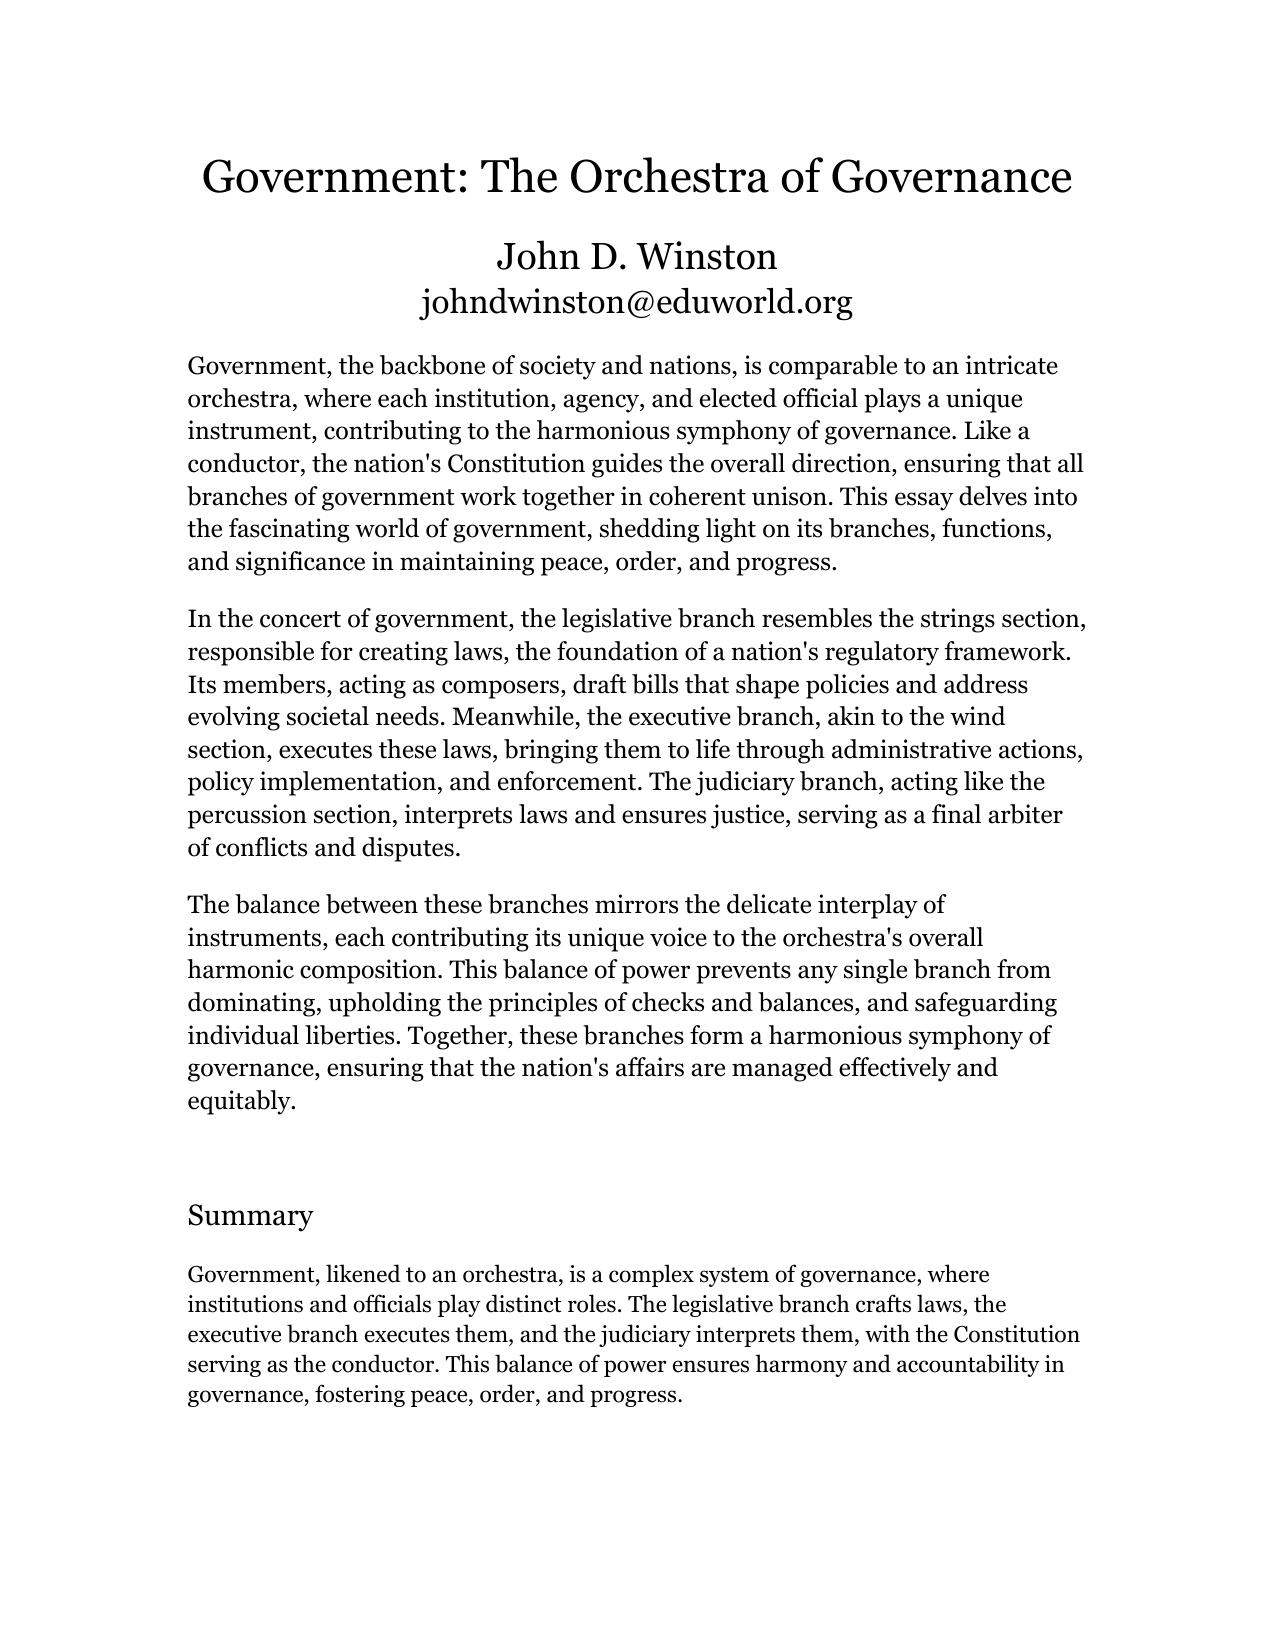 Government: The Orchestra of Governance
John D. Winston
johndwinston@eduworld.org
Government, the backbone of society and nations, is comparable to an intricate
orchestra, where each institution, agency, and elected official plays a unique
instrument, contributing to the harmonious symphony of governance. Like a
conductor, the nation's Constitution guides the overall direction, ensuring that all
branches of government work together in coherent unison. This essay delves into
the fascinating world of government, shedding light on its branches, functions,
and significance in maintaining peace, order, and progress.
In the concert of government, the legislative branch resembles the strings section,
responsible for creating laws, the foundation of a nation's regulatory framework.
Its members, acting as composers, draft bills that shape policies and address
evolving societal needs. Meanwhile, the executive branch, akin to the wind
section, executes these laws, bringing them to life through administrative actions,
policy implementation, and enforcement. The judiciary branch, acting like the
percussion section, interprets laws and ensures justice, serving as a final arbiter
of conflicts and disputes.
The balance between these branches mirrors the delicate interplay of
instruments, each contributing its unique voice to the orchestra's overall
harmonic composition. This balance of power prevents any single branch from
dominating, upholding the principles of checks and balances, and safeguarding
individual liberties. Together, these branches form a harmonious symphony of
governance, ensuring that the nation's affairs are managed effectively and
equitably.
Summary
Government, likened to an orchestra, is a complex system of governance, where
institutions and officials play distinct roles. The legislative branch crafts laws, the
executive branch executes them, and the judiciary interprets them, with the Constitution
serving as the conductor. This balance of power ensures harmony and accountability in
governance, fostering peace, order, and progress.